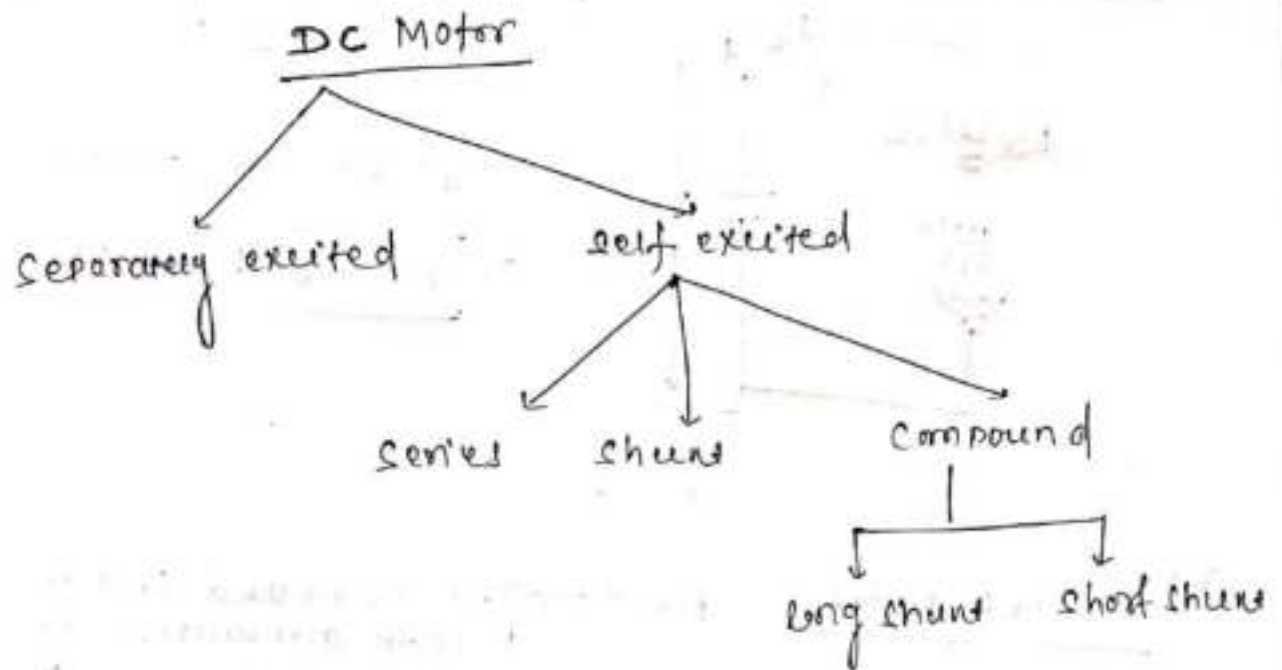 DC Motor
Separately excited
self excited
Series
Shunt
Compound
long shunt
short shunt